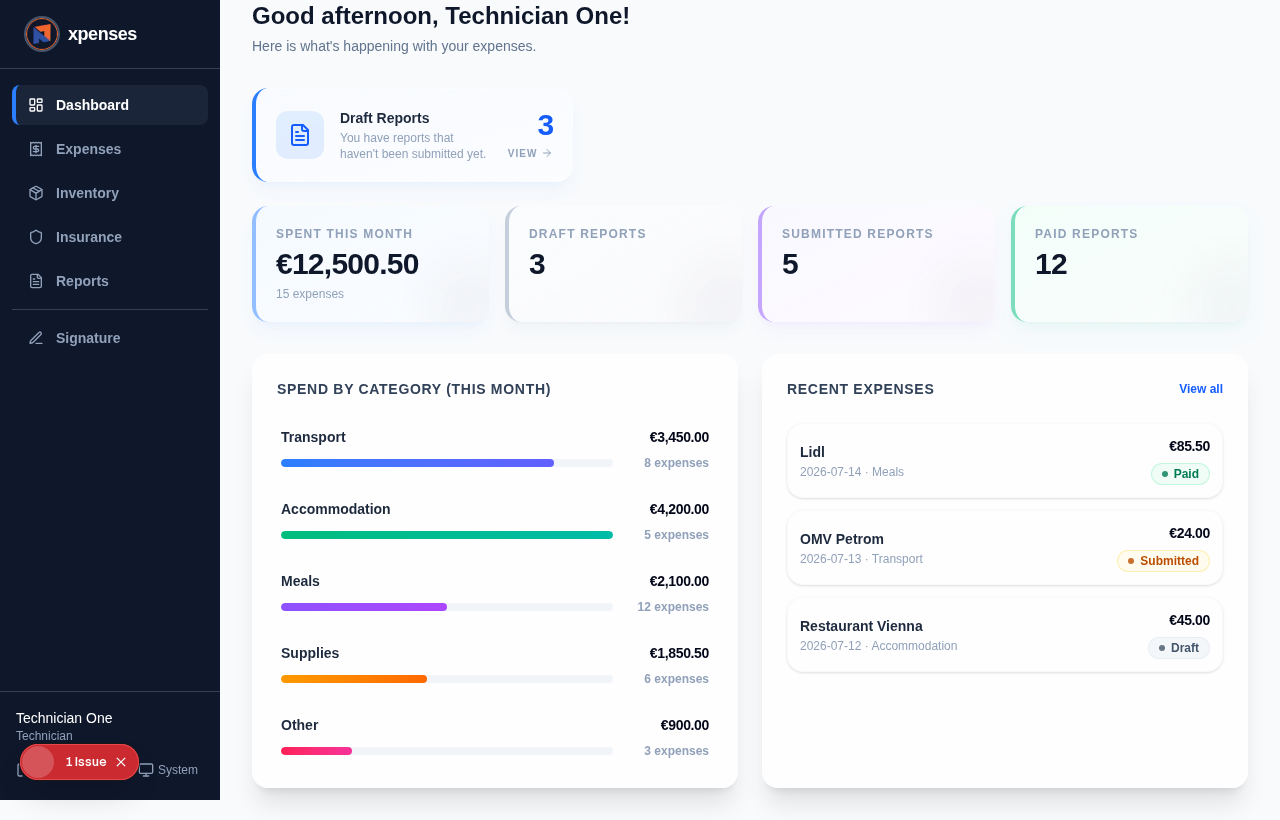 xpenses
Dashboard
Expenses
Inventory
Insurance
Reports
Signature
Technician One
Technician
1 Issue
System
Good afternoon, Technician One!
Here is what's happening with your expenses.
Draft Reports
You have reports that
haven't been submitted yet.
3
VIEW
SPENT THIS MONTH
€12,500.50
15 expenses
DRAFT REPORTS
3
SUBMITTED REPORTS
5
PAID REPORTS
12
SPEND BY CATEGORY (THIS MONTH)
Transport
€3,450.00
8 expenses
Accommodation
€4,200.00
5 expenses
Meals
€2,100.00
12 expenses
Supplies
€1,850.50
6 expenses
Other
€900.00
3 expenses
RECENT EXPENSES
View all
Lidl
€85.50
2026-07-14 · Meals
Paid
OMV Petrom
€24.00
2026-07-13 · Transport
Submitted
Restaurant Vienna
€45.00
2026-07-12 · Accommodation
Draft